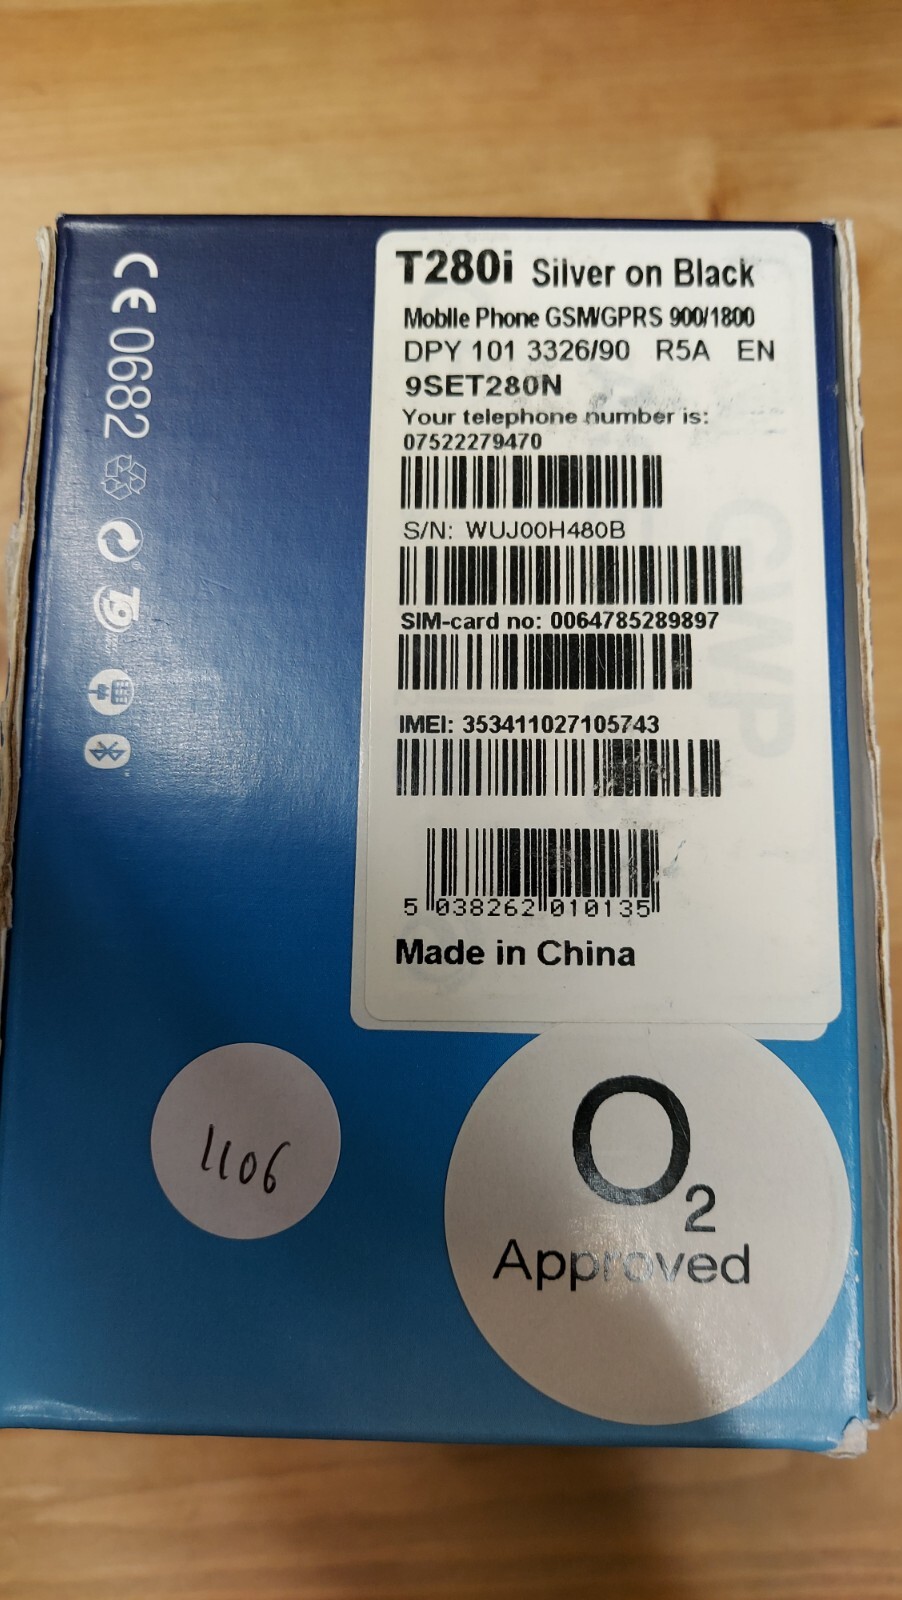 T280i Silver on Black
Mobile Phone GSM/GPRS 900/1800
DPY 101 3326/90 R5A EN
9SET280N
Your telephone number is:
07522279470
S/N: WUJ00H480B
SIM-card no: 0064785289897
IMEI: 353411027105743
5 038262 010135
Made in China
CE 0682
T9
1106
O2
Approved
GWP